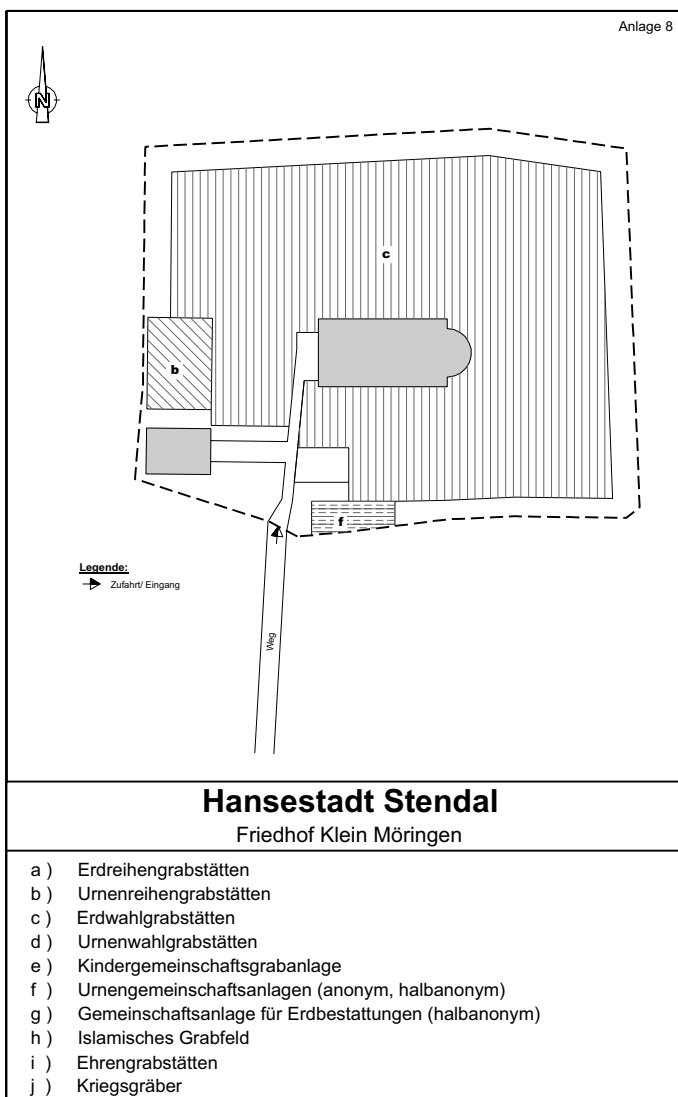 Anlage 8
N
c
b
f
Legende:
Zufahrt/ Eingang
Weg
Hansestadt Stendal
Friedhof Klein Möringen
a ) Erdreihengrabstätten
b ) Urnenreihengrabstätten
c ) Erdwahlgrabstätten
d ) Urnenwahlgrabstätten
e ) Kindergemeinschaftsgrabanlage
f ) Urnengemeinschaftsanlagen (anonym, halbanonym)
g ) Gemeinschaftsanlage für Erdbestattungen (halbanonym)
h ) Islamisches Grabfeld
i ) Ehrengrabstätten
j ) Kriegsgräber